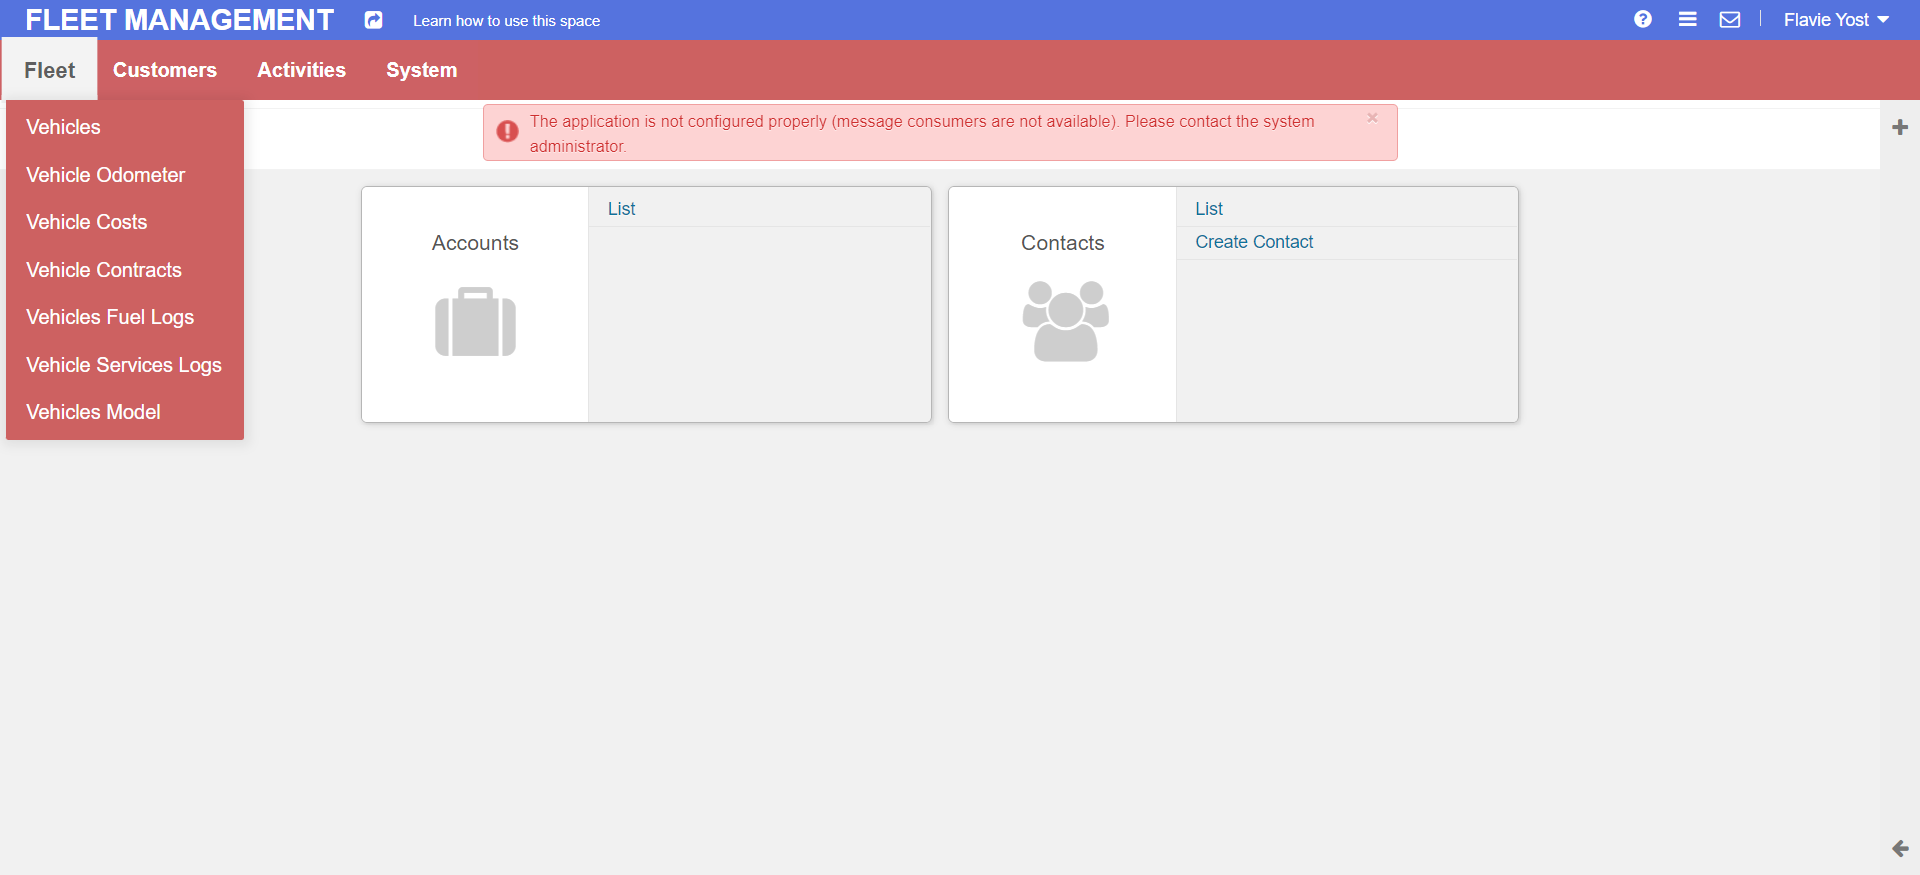 FLEET MANAGEMENT
Learn how to use this space
Flavie Yost
Fleet
Customers
Activities
System
Vehicles
Vehicle Odometer
Vehicle Costs
Vehicle Contracts
Vehicles Fuel Logs
Vehicle Services Logs
Vehicles Model
The application is not configured properly (message consumers are not available). Please contact the system
administrator.
Accounts
List
Contacts
List
Create Contact